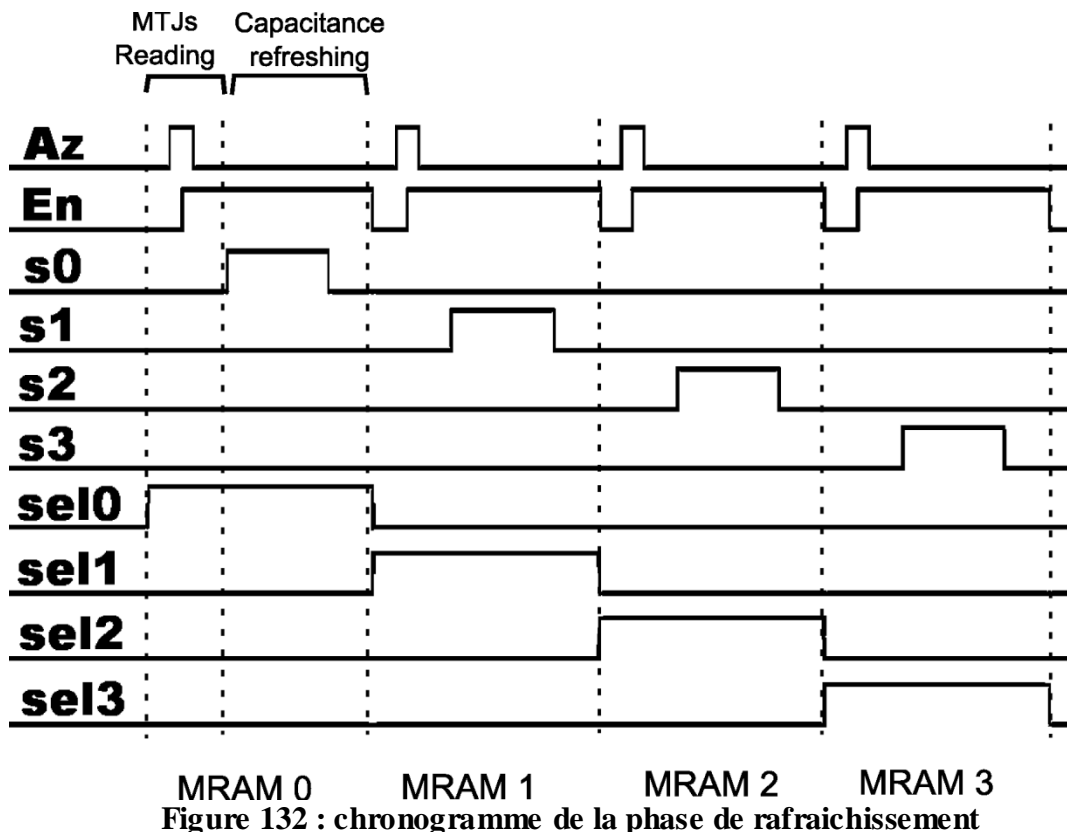 MTJs
Reading
Capacitance
refreshing
Az
En
s0
s1
s2
s3
sel0
sel1
sel2
sel3
MRAM 0 MRAM 1 MRAM 2 MRAM 3
Figure 132 : chronogramme de la phase de rafraichissement